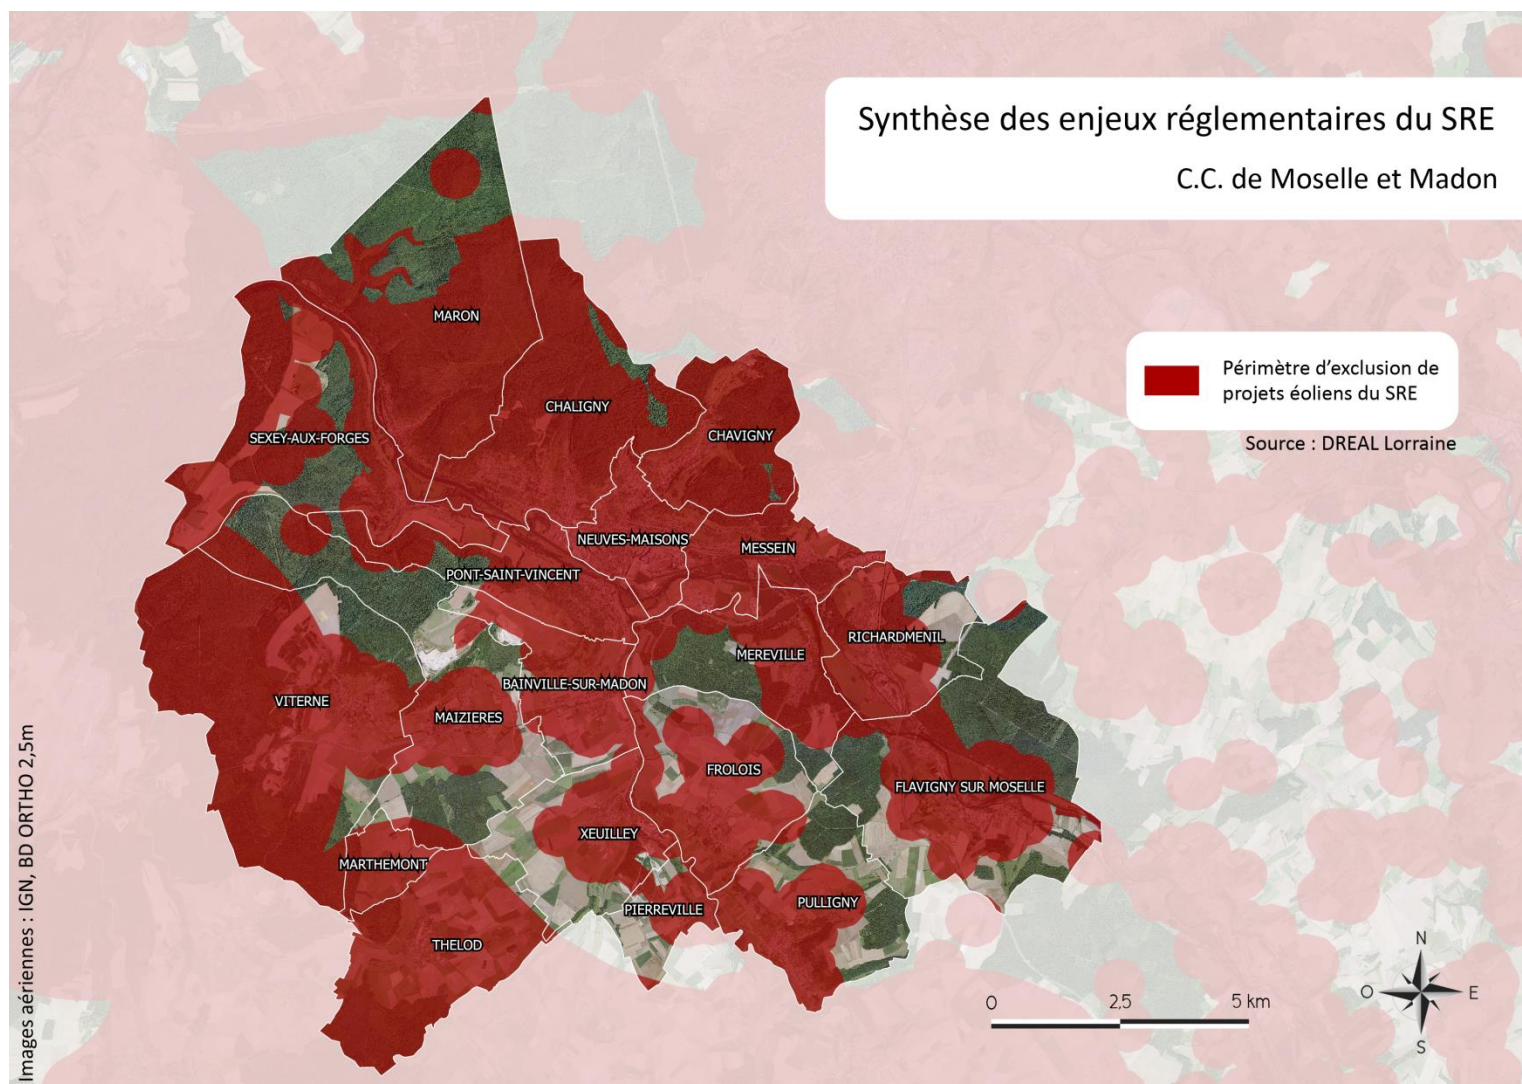 Synthèse des enjeux réglementaires du SRE
C.C. de Moselle et Madon
Périmètre d'exclusion de
projets éoliens du SRE
Source : DREAL Lorraine
MARON
CHALIGNY
CHAVIGNY
SEXEY-AUX-FORGES
NEUVES-MAISONS
MESSEIN
PONT-SAINT-VINCENT
RICHARDMENIL
MEREVILLE
BAINVILLE-SUR-MADON
VITERNE
MAIZIERES
FROLOIS
FLAVIGNY SUR MOSELLE
XEUILLEY
MARTHEMONT
PULLIGNY
PIERREVILLE
THELOD
Images aériennes : IGN, BD ORTHO 2,5m
0 2,5 5 km
N
O E
S